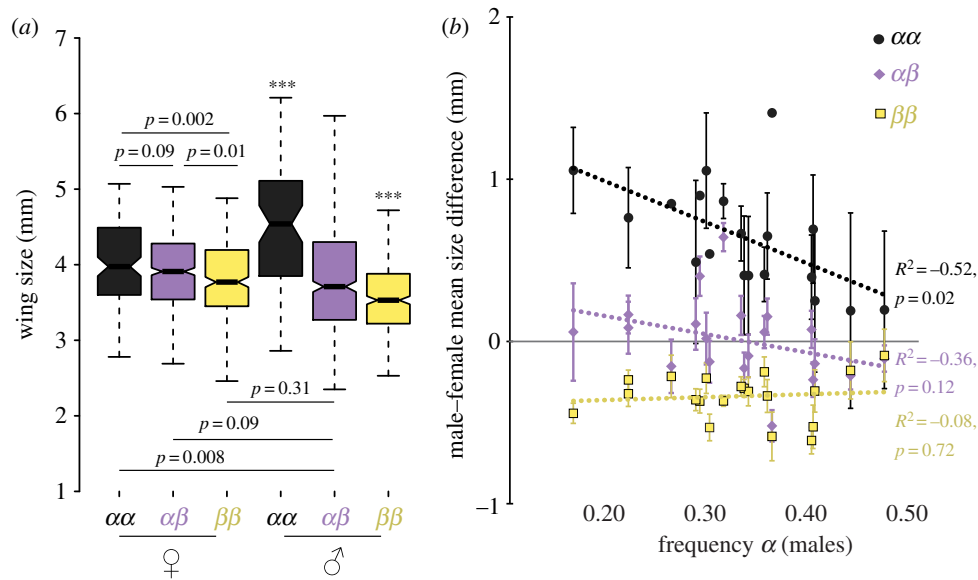 (a)
7
6
5
4
3
2
1
wing size (mm)
p = 0.002
p = 0.09
p = 0.01
***
***
p = 0.31
p = 0.09
p = 0.008
αα
αβ
ββ
αα
αβ
ββ
♀
♂
(b)
2
1
0
−1
male–female mean size difference (mm)
αα
αβ
ββ
R² = –0.52,
p = 0.02
R² = –0.36,
p = 0.12
R² = –0.08,
p = 0.72
0.20
0.30
0.40
0.50
frequency α (males)